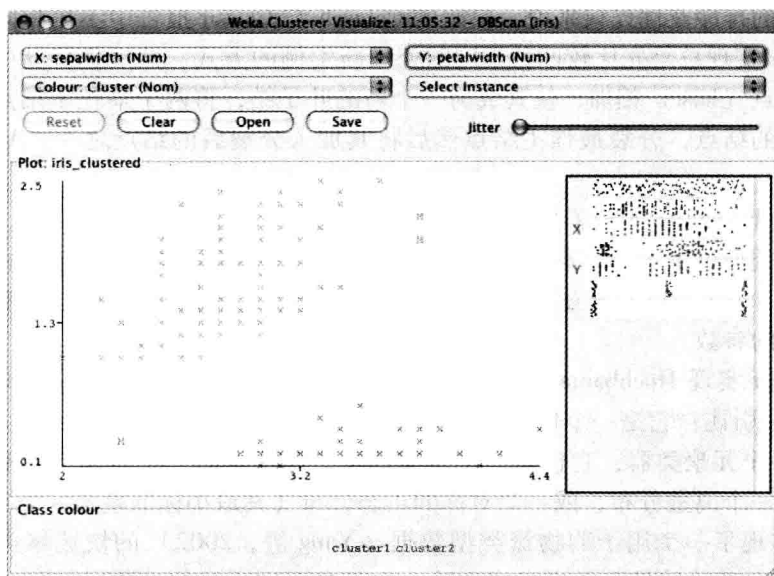 Weka Clusterer Visualize: 11:05:32 – DBScan (iris)
X: sepalwidth (Num)
Y: petalwidth (Num)
Colour: Cluster (Nom)
Select Instance
Reset
Clear
Open
Save
Jitter
Plot: iris_clustered
2.5
1.3
0.1
2
3.2
4.4
X
Y
Class colour
cluster1 cluster2